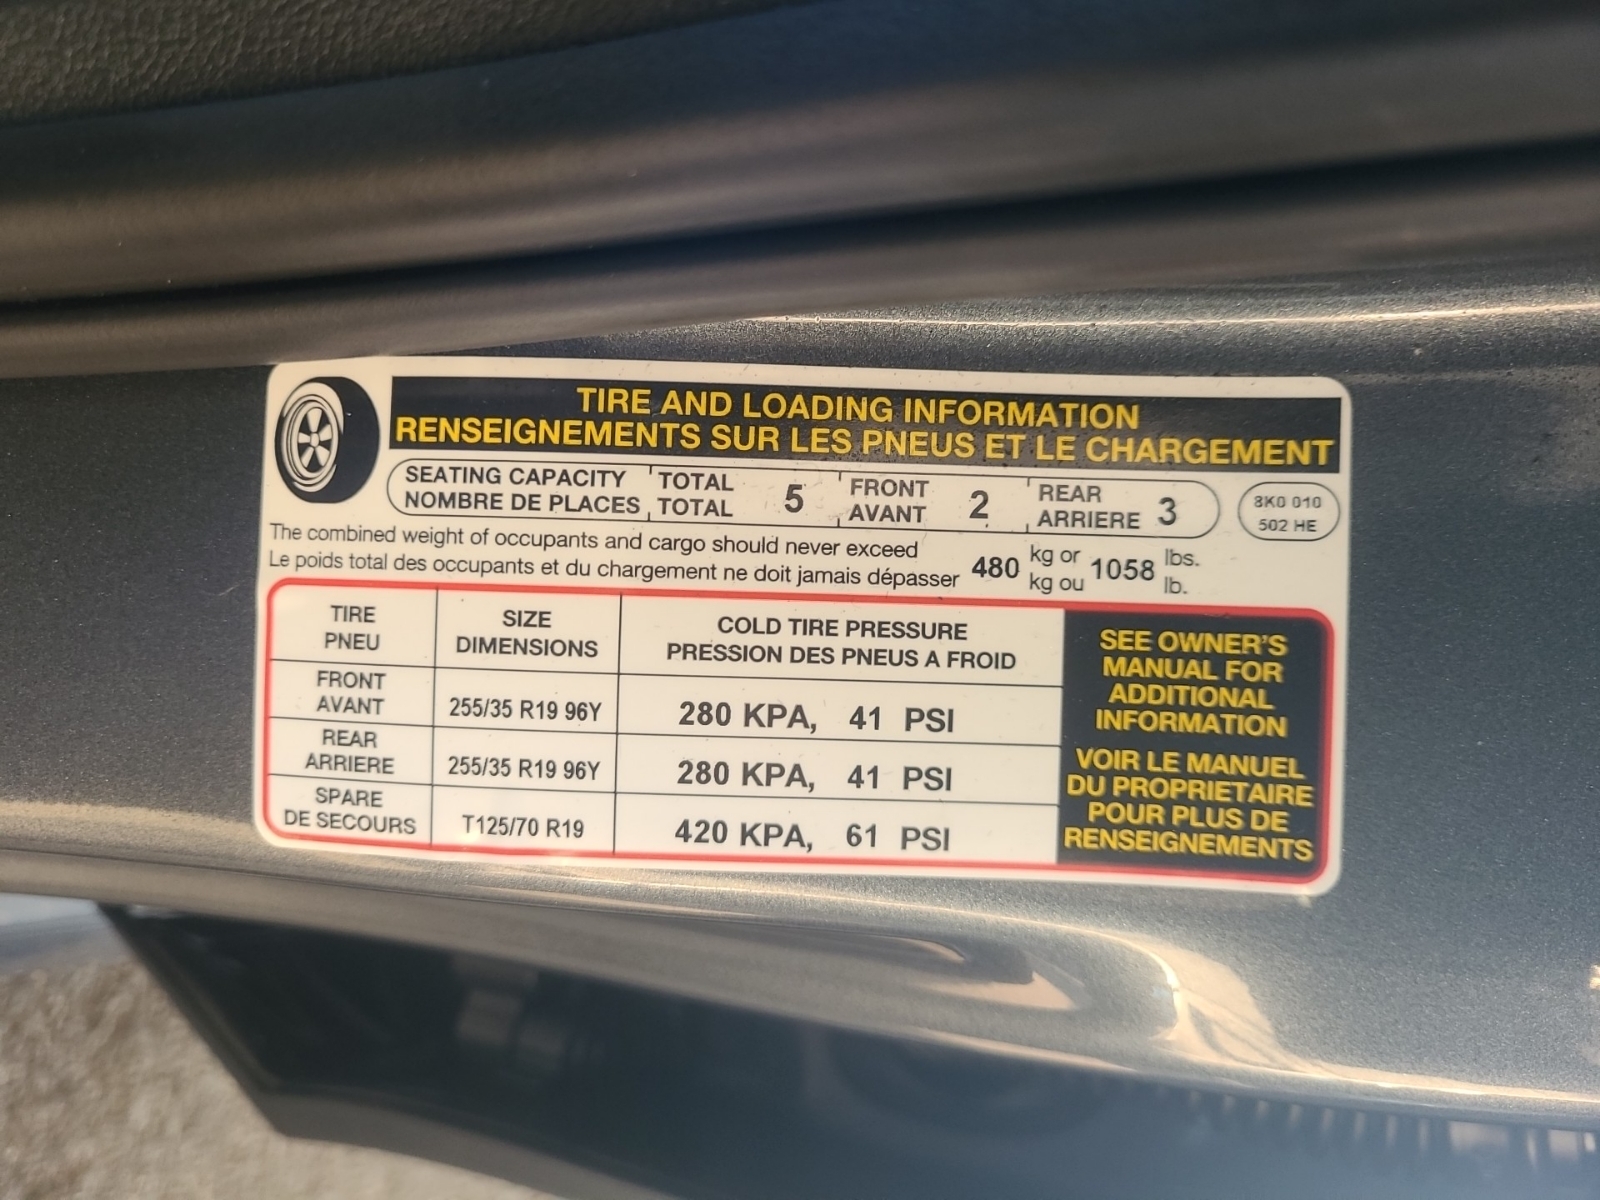 TIRE AND LOADING INFORMATION
RENSEIGNEMENTS SUR LES PNEUS ET LE CHARGEMENT
SEATING CAPACITY TOTAL 5 FRONT 2 REAR 3
NOMBRE DE PLACES TOTAL AVANT ARRIERE
8K0 010
502 HE
The combined weight of occupants and cargo should never exceed 480 kg or 1058 lbs.
Le poids total des occupants et du chargement ne doit jamais dépasser kg ou lb.
TIRE SIZE COLD TIRE PRESSURE
PNEU DIMENSIONS PRESSION DES PNEUS A FROID
FRONT
AVANT 255/35 R19 96Y 280 KPA, 41 PSI
REAR
ARRIERE 255/35 R19 96Y 280 KPA, 41 PSI
SPARE
DE SECOURS T125/70 R19 420 KPA, 61 PSI
SEE OWNER'S
MANUAL FOR
ADDITIONAL
INFORMATION
VOIR LE MANUEL
DU PROPRIETAIRE
POUR PLUS DE
RENSEIGNEMENTS